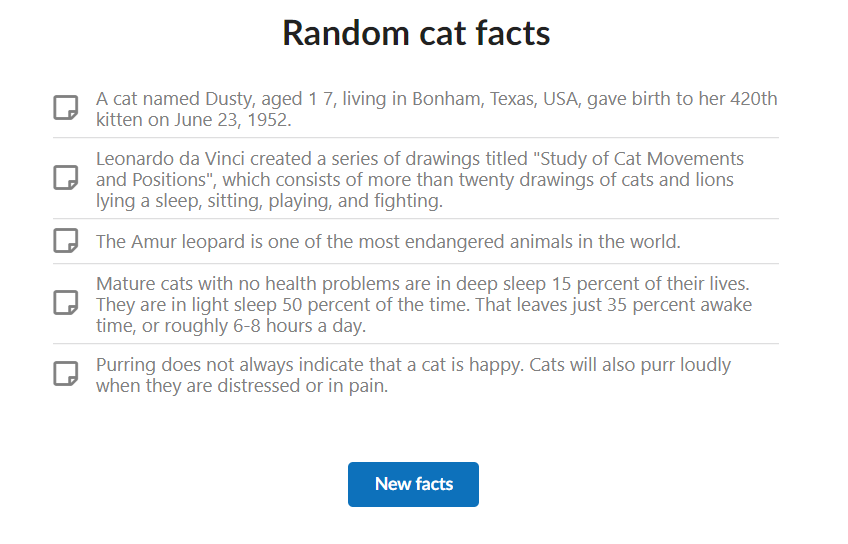 Random cat facts
A cat named Dusty, aged 1 7, living in Bonham, Texas, USA, gave birth to her 420th
kitten on June 23, 1952.
Leonardo da Vinci created a series of drawings titled "Study of Cat Movements
and Positions", which consists of more than twenty drawings of cats and lions
lying a sleep, sitting, playing, and fighting.
The Amur leopard is one of the most endangered animals in the world.
Mature cats with no health problems are in deep sleep 15 percent of their lives.
They are in light sleep 50 percent of the time. That leaves just 35 percent awake
time, or roughly 6-8 hours a day.
Purring does not always indicate that a cat is happy. Cats will also purr loudly
when they are distressed or in pain.
New facts